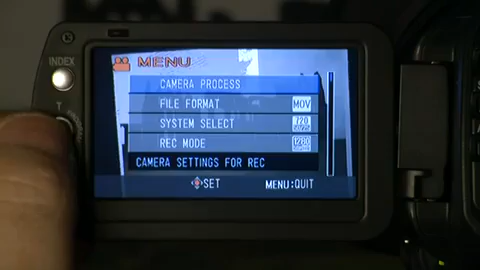 INDEX
T
MENU
CAMERA PROCESS
FILE FORMAT MOV
SYSTEM SELECT 720
REC MODE
CAMERA SETTINGS FOR REC
SET MENU:QUIT